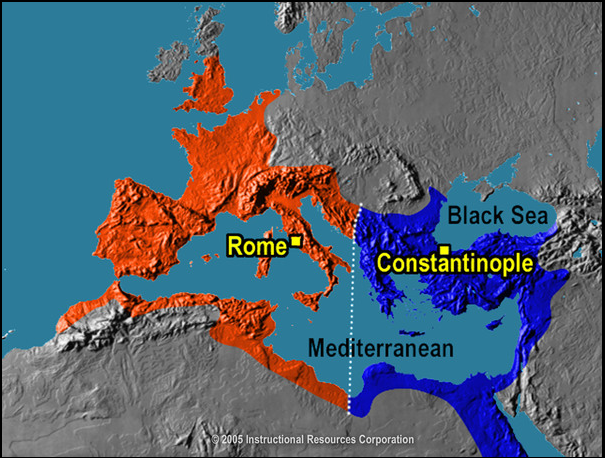 Black Sea
Rome
Constantinople
Mediterranean
© 2005 Instructional Resources Corporation